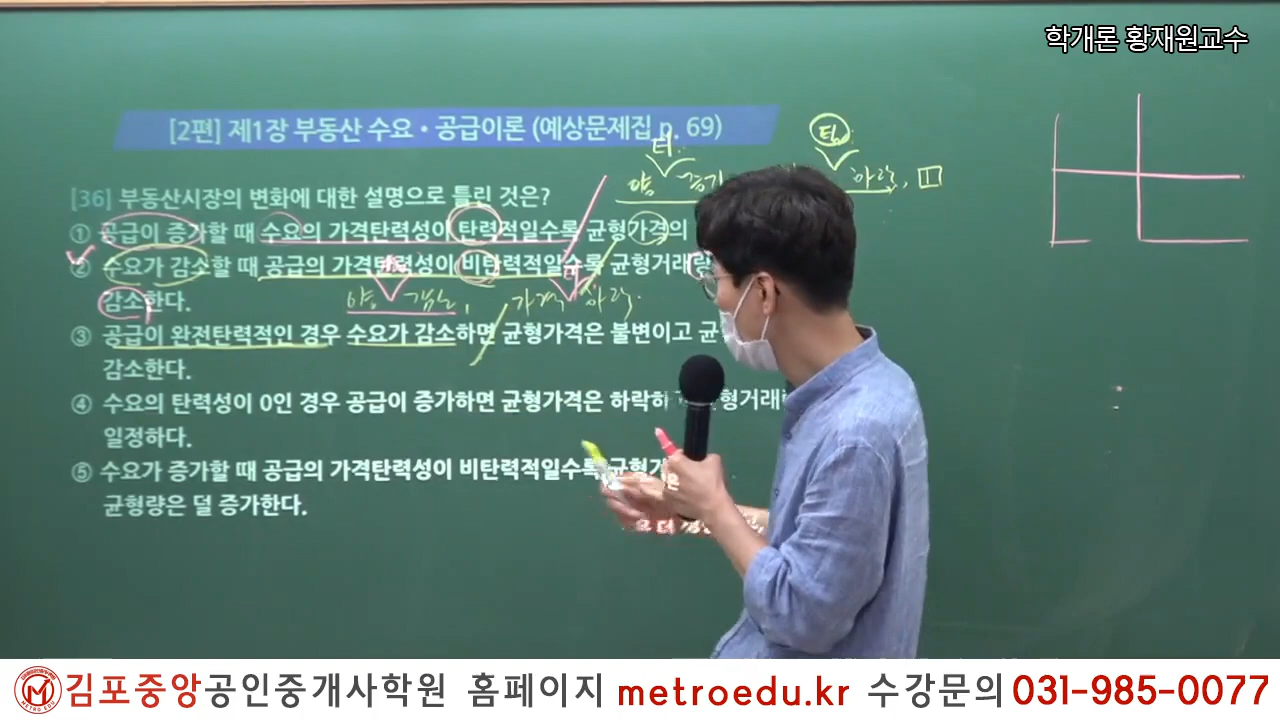 학개론 황재원교수
[2편] 제1장 부동산 수요・공급이론 (예상문제집 p. 69)
[36] 부동산시장의 변화에 대한 설명으로 틀린 것은?
① 공급이 증가할 때 수요의 가격탄력성이 탄력적일수록 균형가격의
② 수요가 감소할 때 공급의 가격탄력성이 비탄력적일수록 균형거래량
감소한다.
③ 공급이 완전탄력적인 경우 수요가 감소하면 균형가격은 불변이고 균
감소한다.
④ 수요의 탄력성이 0인 경우 공급이 증가하면 균형가격은 하락하
일정하다.
⑤ 수요가 증가할 때 공급의 가격탄력성이 비탄력적일수록 균형가
균형량은 덜 증가한다.
김포중앙공인중개사학원 홈페이지 metroedu.kr 수강문의 031-985-0077